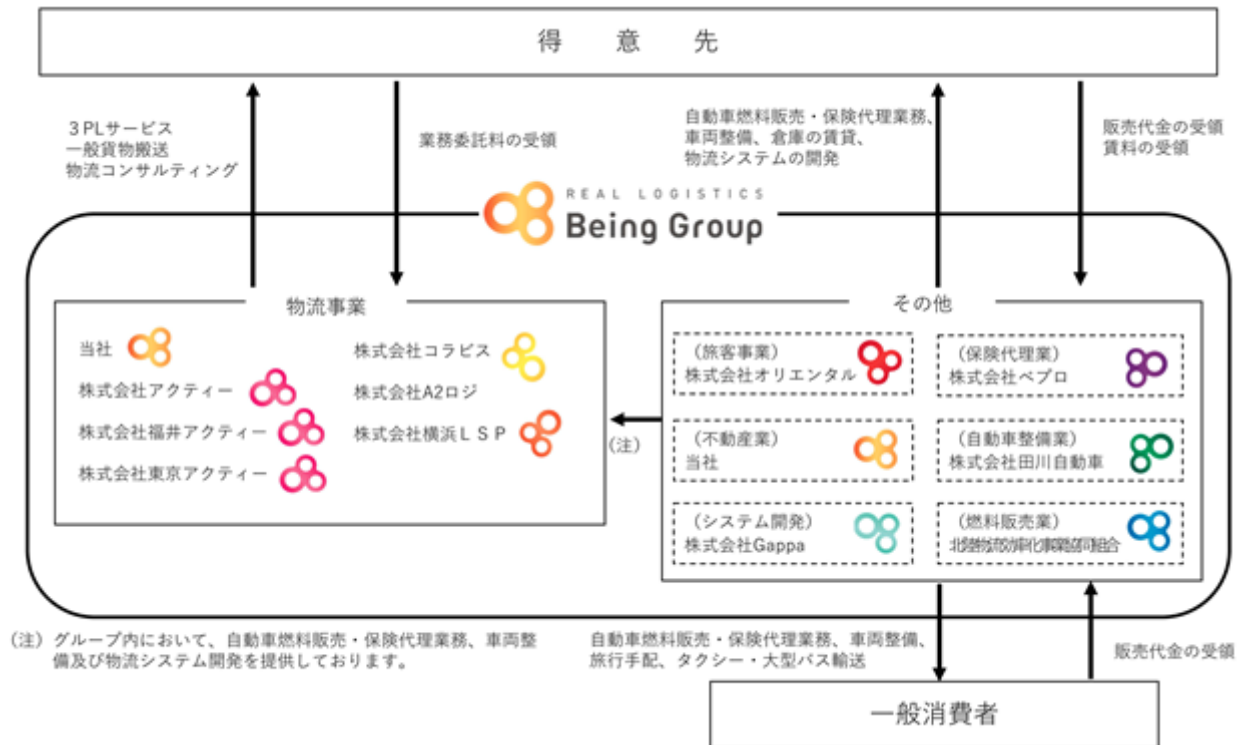 得意先
3PLサービス
一般貨物搬送
物流コンサルティング
業務委託料の受領
自動車燃料販売・保険代理業務、
車両整備、倉庫の賃貸、
物流システムの開発
販売代金の受領
賃料の受領
REAL LOGISTICS
Being Group
物流事業
当社
株式会社アクティー
株式会社福井アクティー
株式会社東京アクティー
株式会社コラビス
株式会社A2ロジ
株式会社横浜LSP
(注)
その他
(旅客事業)
株式会社オリエンタル
(保険代理業)
株式会社ベプロ
(不動産業)
当社
(自動車整備業)
株式会社田川自動車
(システム開発)
株式会社Gappa
(燃料販売業)
北陸物流効率化事業協同組合
(注)グループ内において、自動車燃料販売・保険代理業務、車両整
備及び物流システム開発を提供しております。
自動車燃料販売・保険代理業務、車両整備、
旅行手配、タクシー・大型バス輸送
販売代金の受領
一般消費者